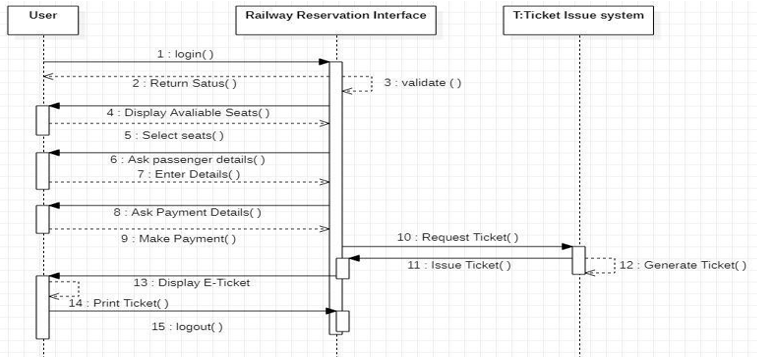 User
Railway Reservation Interface
T:Ticket Issue system
1 : login( )
2 : Return Satus( )
3 : validate ( )
4 : Display Avaliable Seats( )
5 : Select seats( )
6 : Ask passenger details( )
7 : Enter Details( )
8 : Ask Payment Details( )
9 : Make Payment( )
10 : Request Ticket( )
11 : Issue Ticket( )
12 : Generate Ticket( )
13 : Display E-Ticket
14 : Print Ticket( )
15 : logout( )